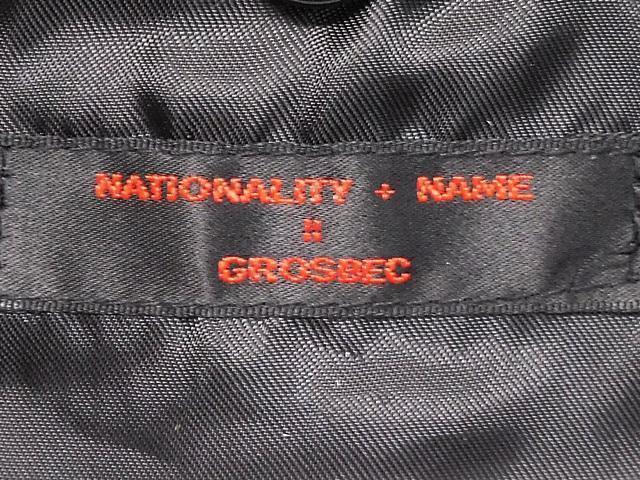 NATIONALITY + NAME
=
GROSBEC